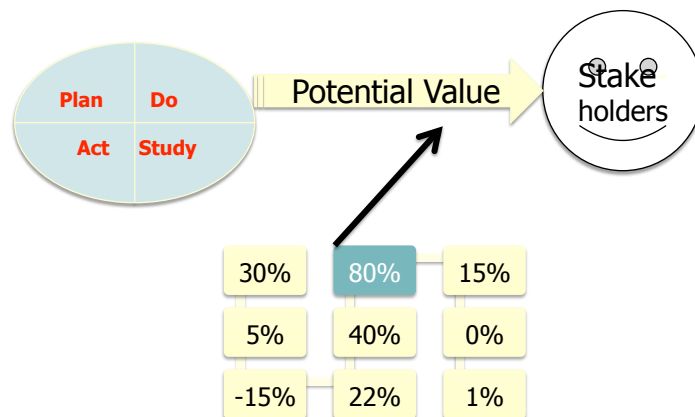 Plan Do
Act Study
Potential Value
Stake
holders
30% 80% 15%
5% 40% 0%
-15% 22% 1%